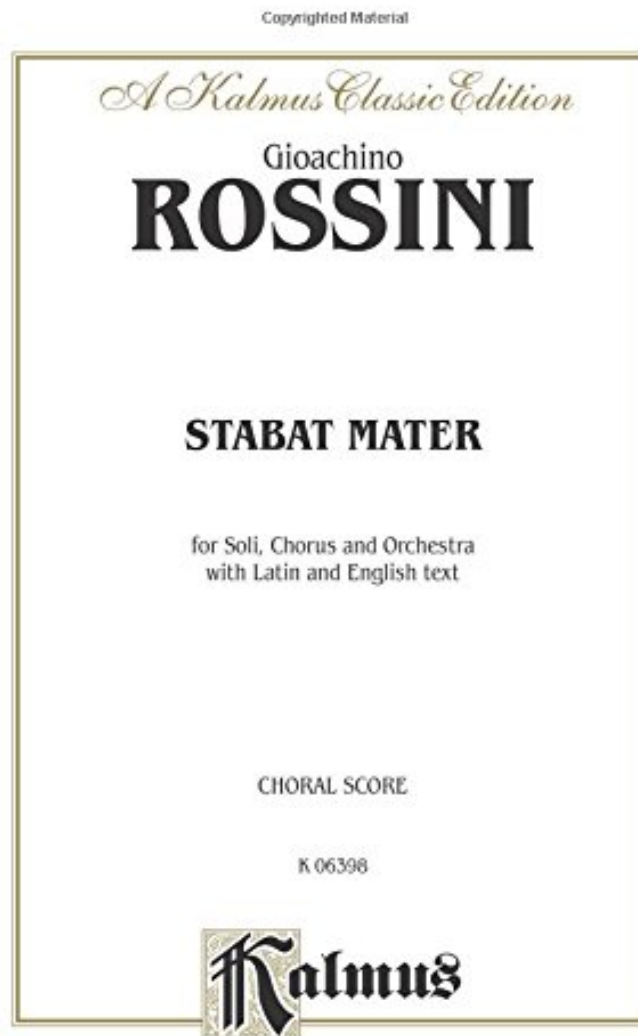 Copyrighted Material
A Kalmus Classic Edition
Gioachino
ROSSINI
STABAT MATER
for Soli, Chorus and Orchestra
with Latin and English text
CHORAL SCORE
K 06398
Kalmus